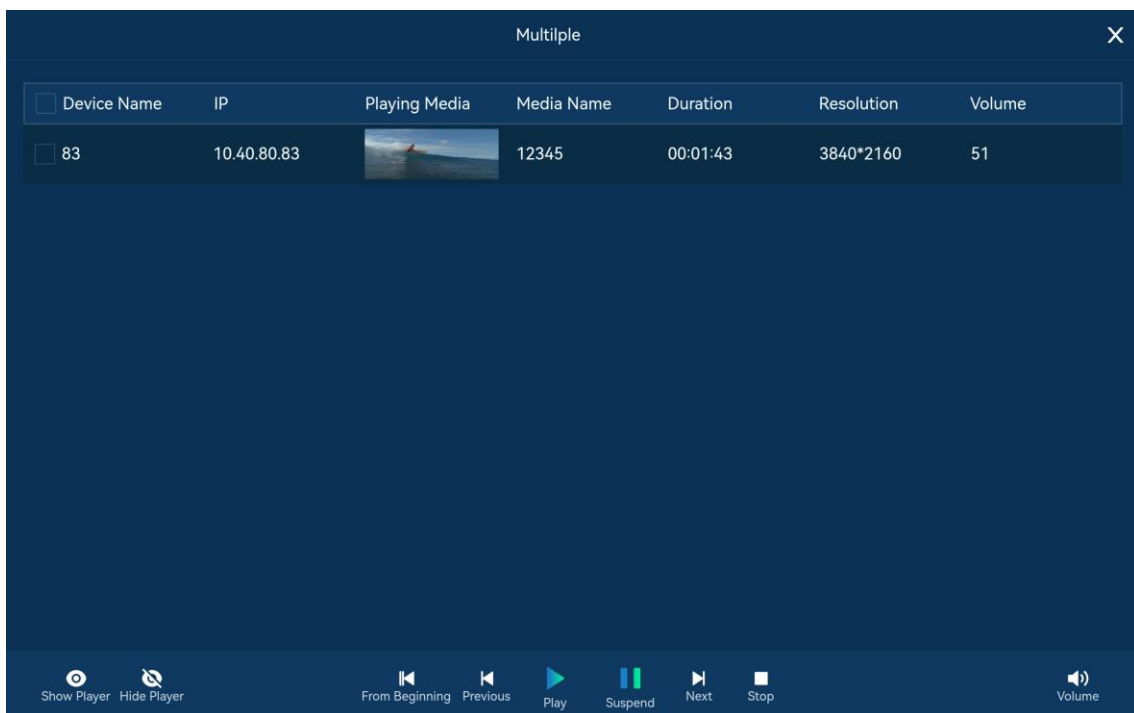 Multilple
X
Device Name IP Playing Media Media Name Duration Resolution Volume
83 10.40.80.83 12345 00:01:43 3840*2160 51
Show Player Hide Player From Beginning Previous Play Suspend Next Stop Volume